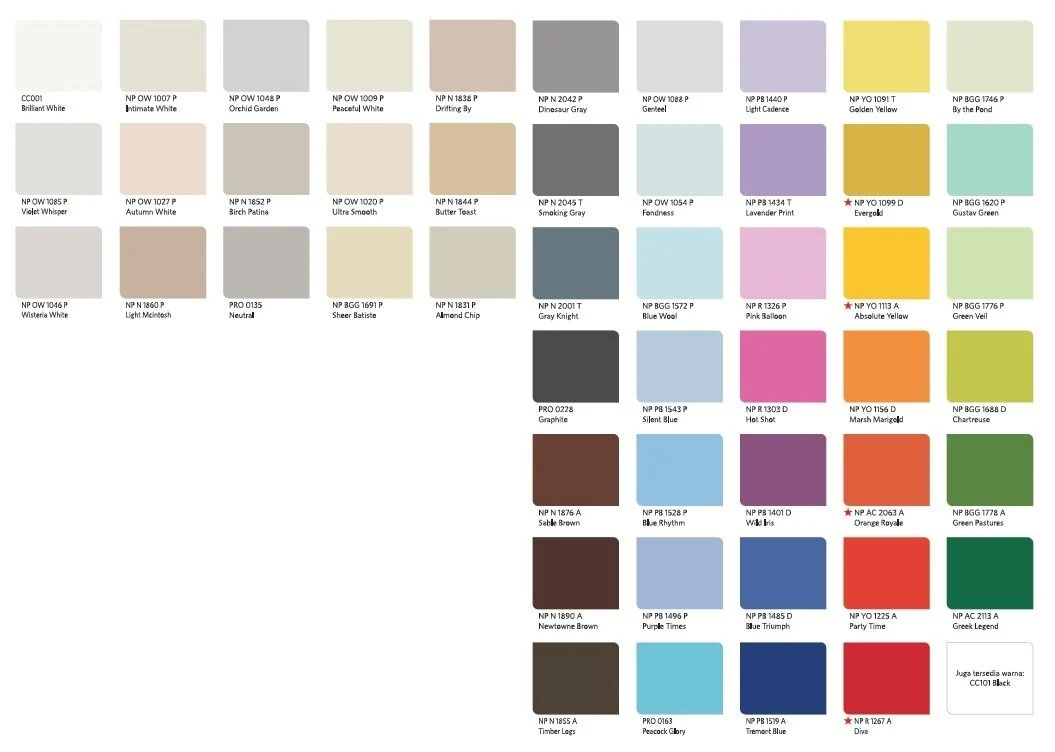 CC001
Brilliant White
NP OW 1007 P
Intimate White
NP OW 1048 P
Orchid Garden
NP OW 1009 P
Peaceful White
NP N 1838 P
Drifting By
NP N 2042 P
Dinosaur Gray
NP OW 1088 P
Genteel
NP PB 1440 P
Light Cadence
NP YO 1091 T
Golden Yellow
NP BGG 1746 P
By the Pond
NP OW 1085 P
Violet Whisper
NP OW 1027 P
Autumn White
NP N 1852 P
Birch Patina
NP OW 1020 P
Ultra Smooth
NP N 1844 P
Butter Toast
NP N 2045 T
Smoking Gray
NP OW 1054 P
Fondness
NP PB 1434 T
Lavender Print
★ NP YO 1099 D
Evergold
NP BGG 1620 P
Gustav Green
NP OW 1046 P
Wisteria White
NP N 1860 P
Light McIntosh
PRO 0135
Neutral
NP BGG 1691 P
Sheer Batiste
NP N 1831 P
Almond Chip
NP N 2001 T
Gray Knight
NP BGG 1572 P
Blue Wool
NP R 1326 P
Pink Balloon
★ NP YO 1113 A
Absolute Yellow
NP BGG 1776 P
Green Veil
PRO 0228
Graphite
NP PB 1543 P
Silent Blue
NP R 1303 D
Hot Shot
NP YO 1156 D
Marsh Marigold
NP BGG 1688 D
Chartreuse
NP N 1876 A
Sable Brown
NP PB 1528 P
Blue Rhythm
NP PB 1401 D
Wild Iris
★ NP AC 2063 A
Orange Royale
NP BGG 1778 A
Green Pastures
NP N 1890 A
Newtowne Brown
NP PB 1496 P
Purple Times
NP PB 1485 D
Blue Triumph
NP YO 1225 A
Party Time
NP AC 2113 A
Greek Legend
NP N 1855 A
Timber Logs
PRO 0163
Peacock Glory
NP PB 1519 A
Tremont Blue
★ NP R 1267 A
Diva
Juga tersedia warna:
CC101 Black